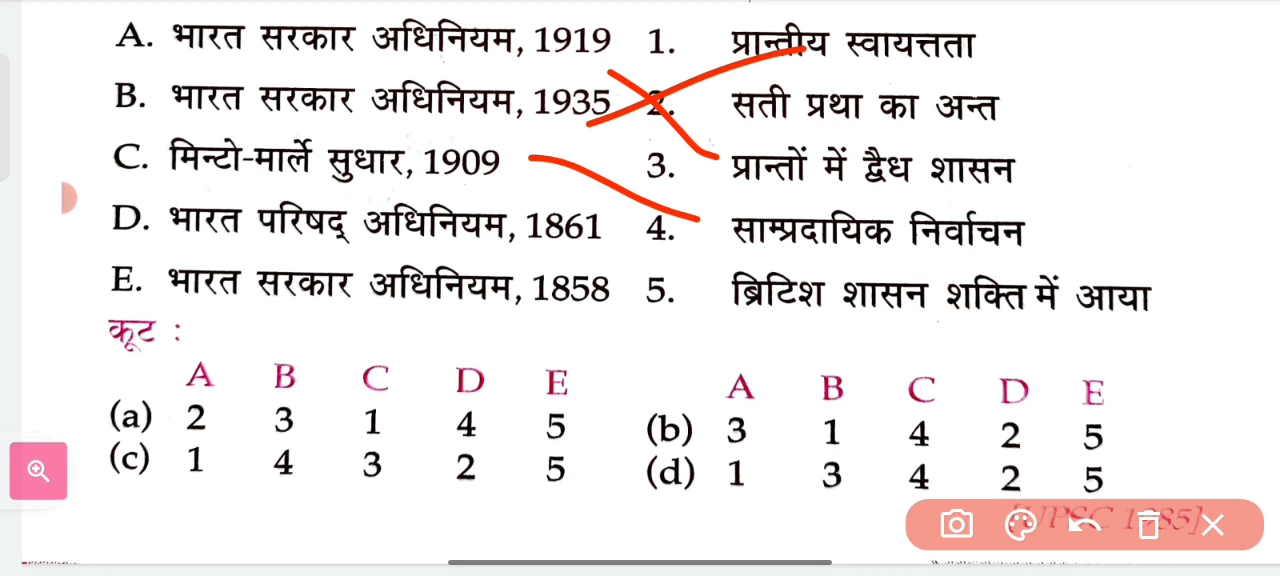 A. भारत सरकार अधिनियम, 1919 1. प्रान्तीय स्वायत्तता
B. भारत सरकार अधिनियम, 1935 2. सती प्रथा का अन्त
C. मिन्टो-मार्ले सुधार, 1909 3. प्रान्तों में द्वैध शासन
D. भारत परिषद् अधिनियम, 1861 4. साम्प्रदायिक निर्वाचन
E. भारत सरकार अधिनियम, 1858 5. ब्रिटिश शासन शक्ति में आया
कूट :
A B C D E A B C D E
(a) 2 3 1 4 5 (b) 3 1 4 2 5
(c) 1 4 3 2 5 (d) 1 3 4 2 5
[UPSC 1985]